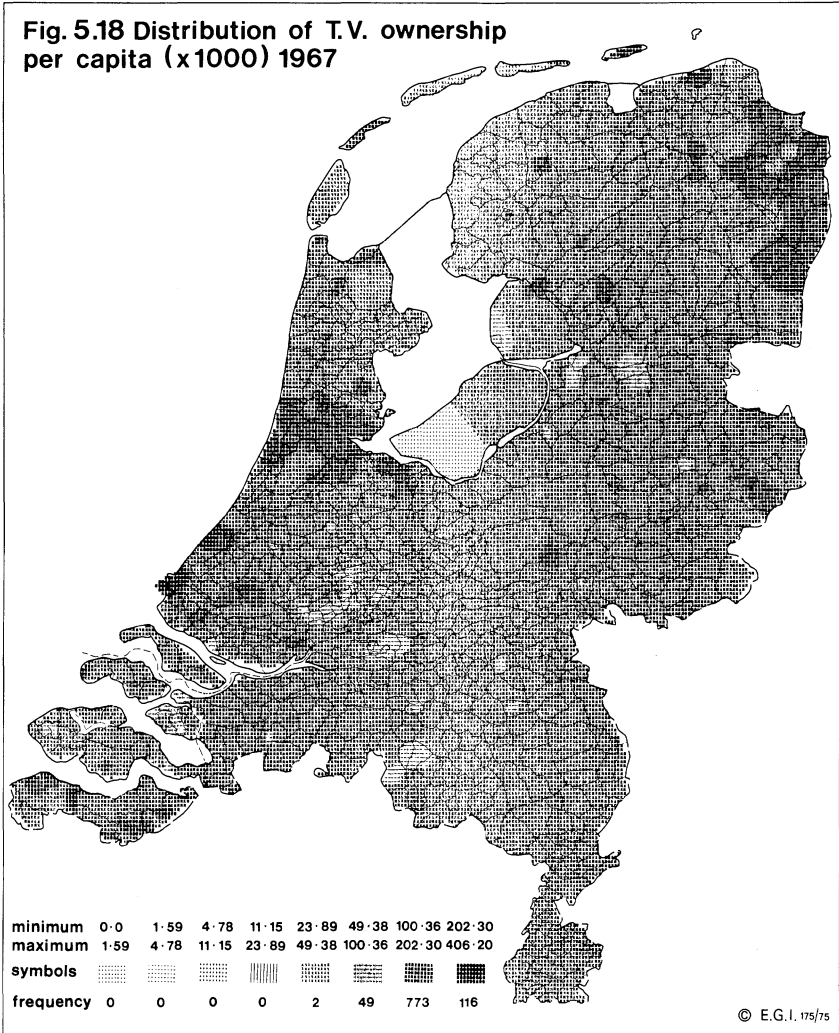 Fig. 5.18 Distribution of T.V. ownership
per capita (x1000) 1967
minimum 0·0 1·59 4·78 11·15 23·89 49·38 100·36 202·30
maximum 1·59 4·78 11·15 23·89 49·38 100·36 202·30 406·20
symbols
frequency 0 0 0 0 2 49 773 116
© E.G.I. 175/75